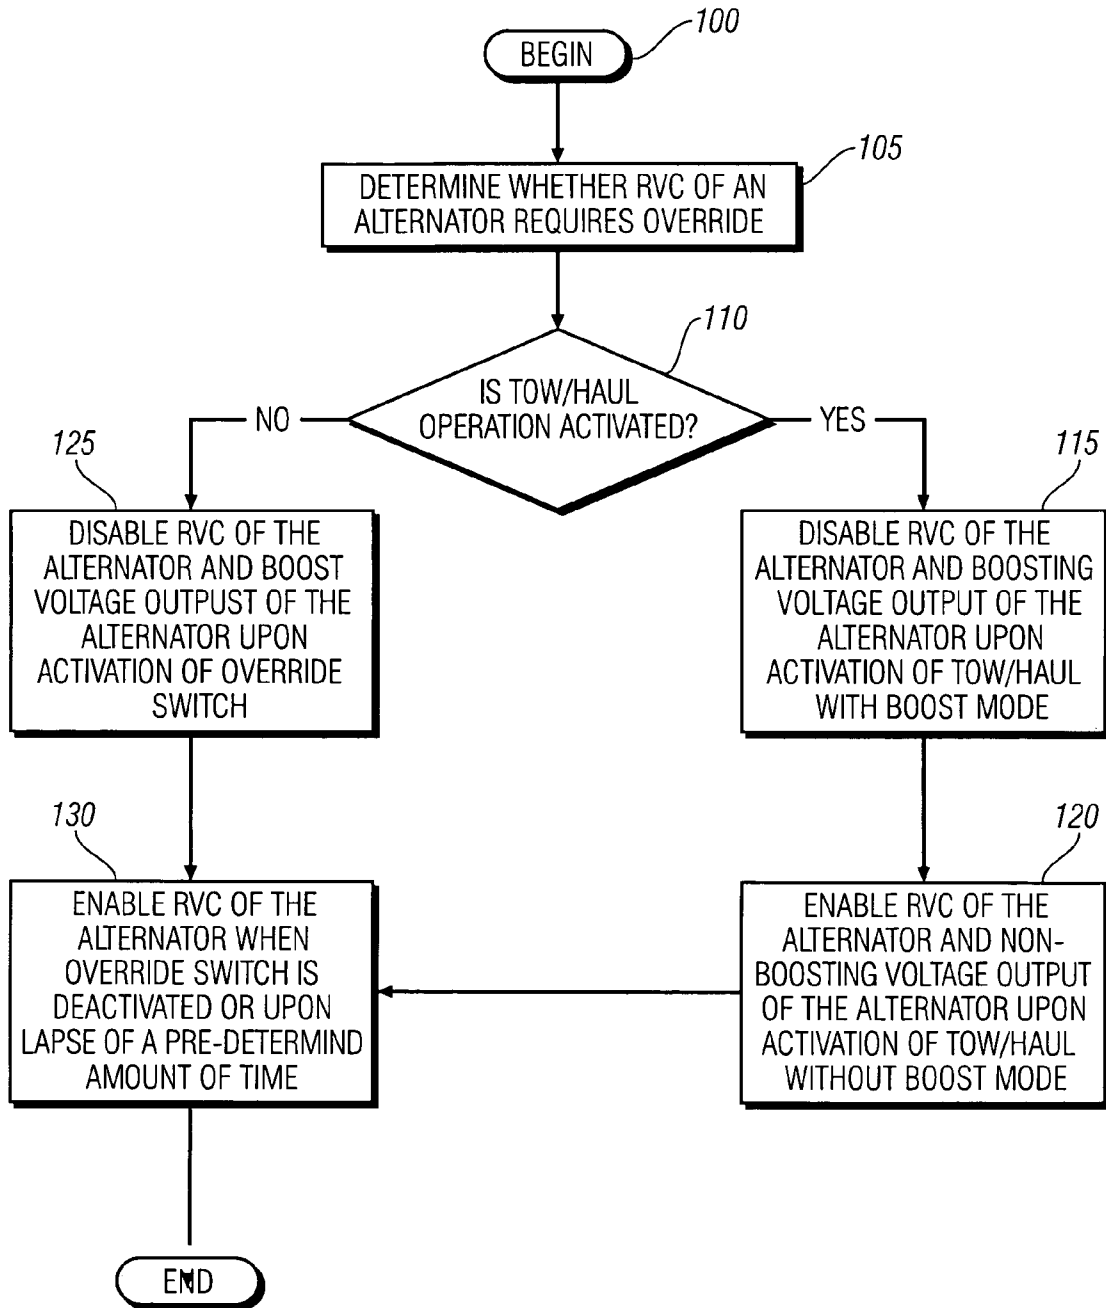 100
BEGIN
105
DETERMINE WHETHER RVC OF AN
ALTERNATOR REQUIRES OVERRIDE
110
IS TOW/HAUL
OPERATION ACTIVATED?
NO
YES
125
DISABLE RVC OF THE
ALTERNATOR AND BOOST
VOLTAGE OUTPUST OF THE
ALTERNATOR UPON
ACTIVATION OF OVERRIDE
SWITCH
115
DISABLE RVC OF THE
ALTERNATOR AND BOOSTING
VOLTAGE OUTPUT OF THE
ALTERNATOR UPON
ACTIVATION OF TOW/HAUL
WITH BOOST MODE
130
ENABLE RVC OF THE
ALTERNATOR WHEN
OVERRIDE SWITCH IS
DEACTIVATED OR UPON
LAPSE OF A PRE-DETERMIND
AMOUNT OF TIME
120
ENABLE RVC OF THE
ALTERNATOR AND NON-
BOOSTING VOLTAGE OUTPUT
OF THE ALTERNATOR UPON
ACTIVATION OF TOW/HAUL
WITHOUT BOOST MODE
END